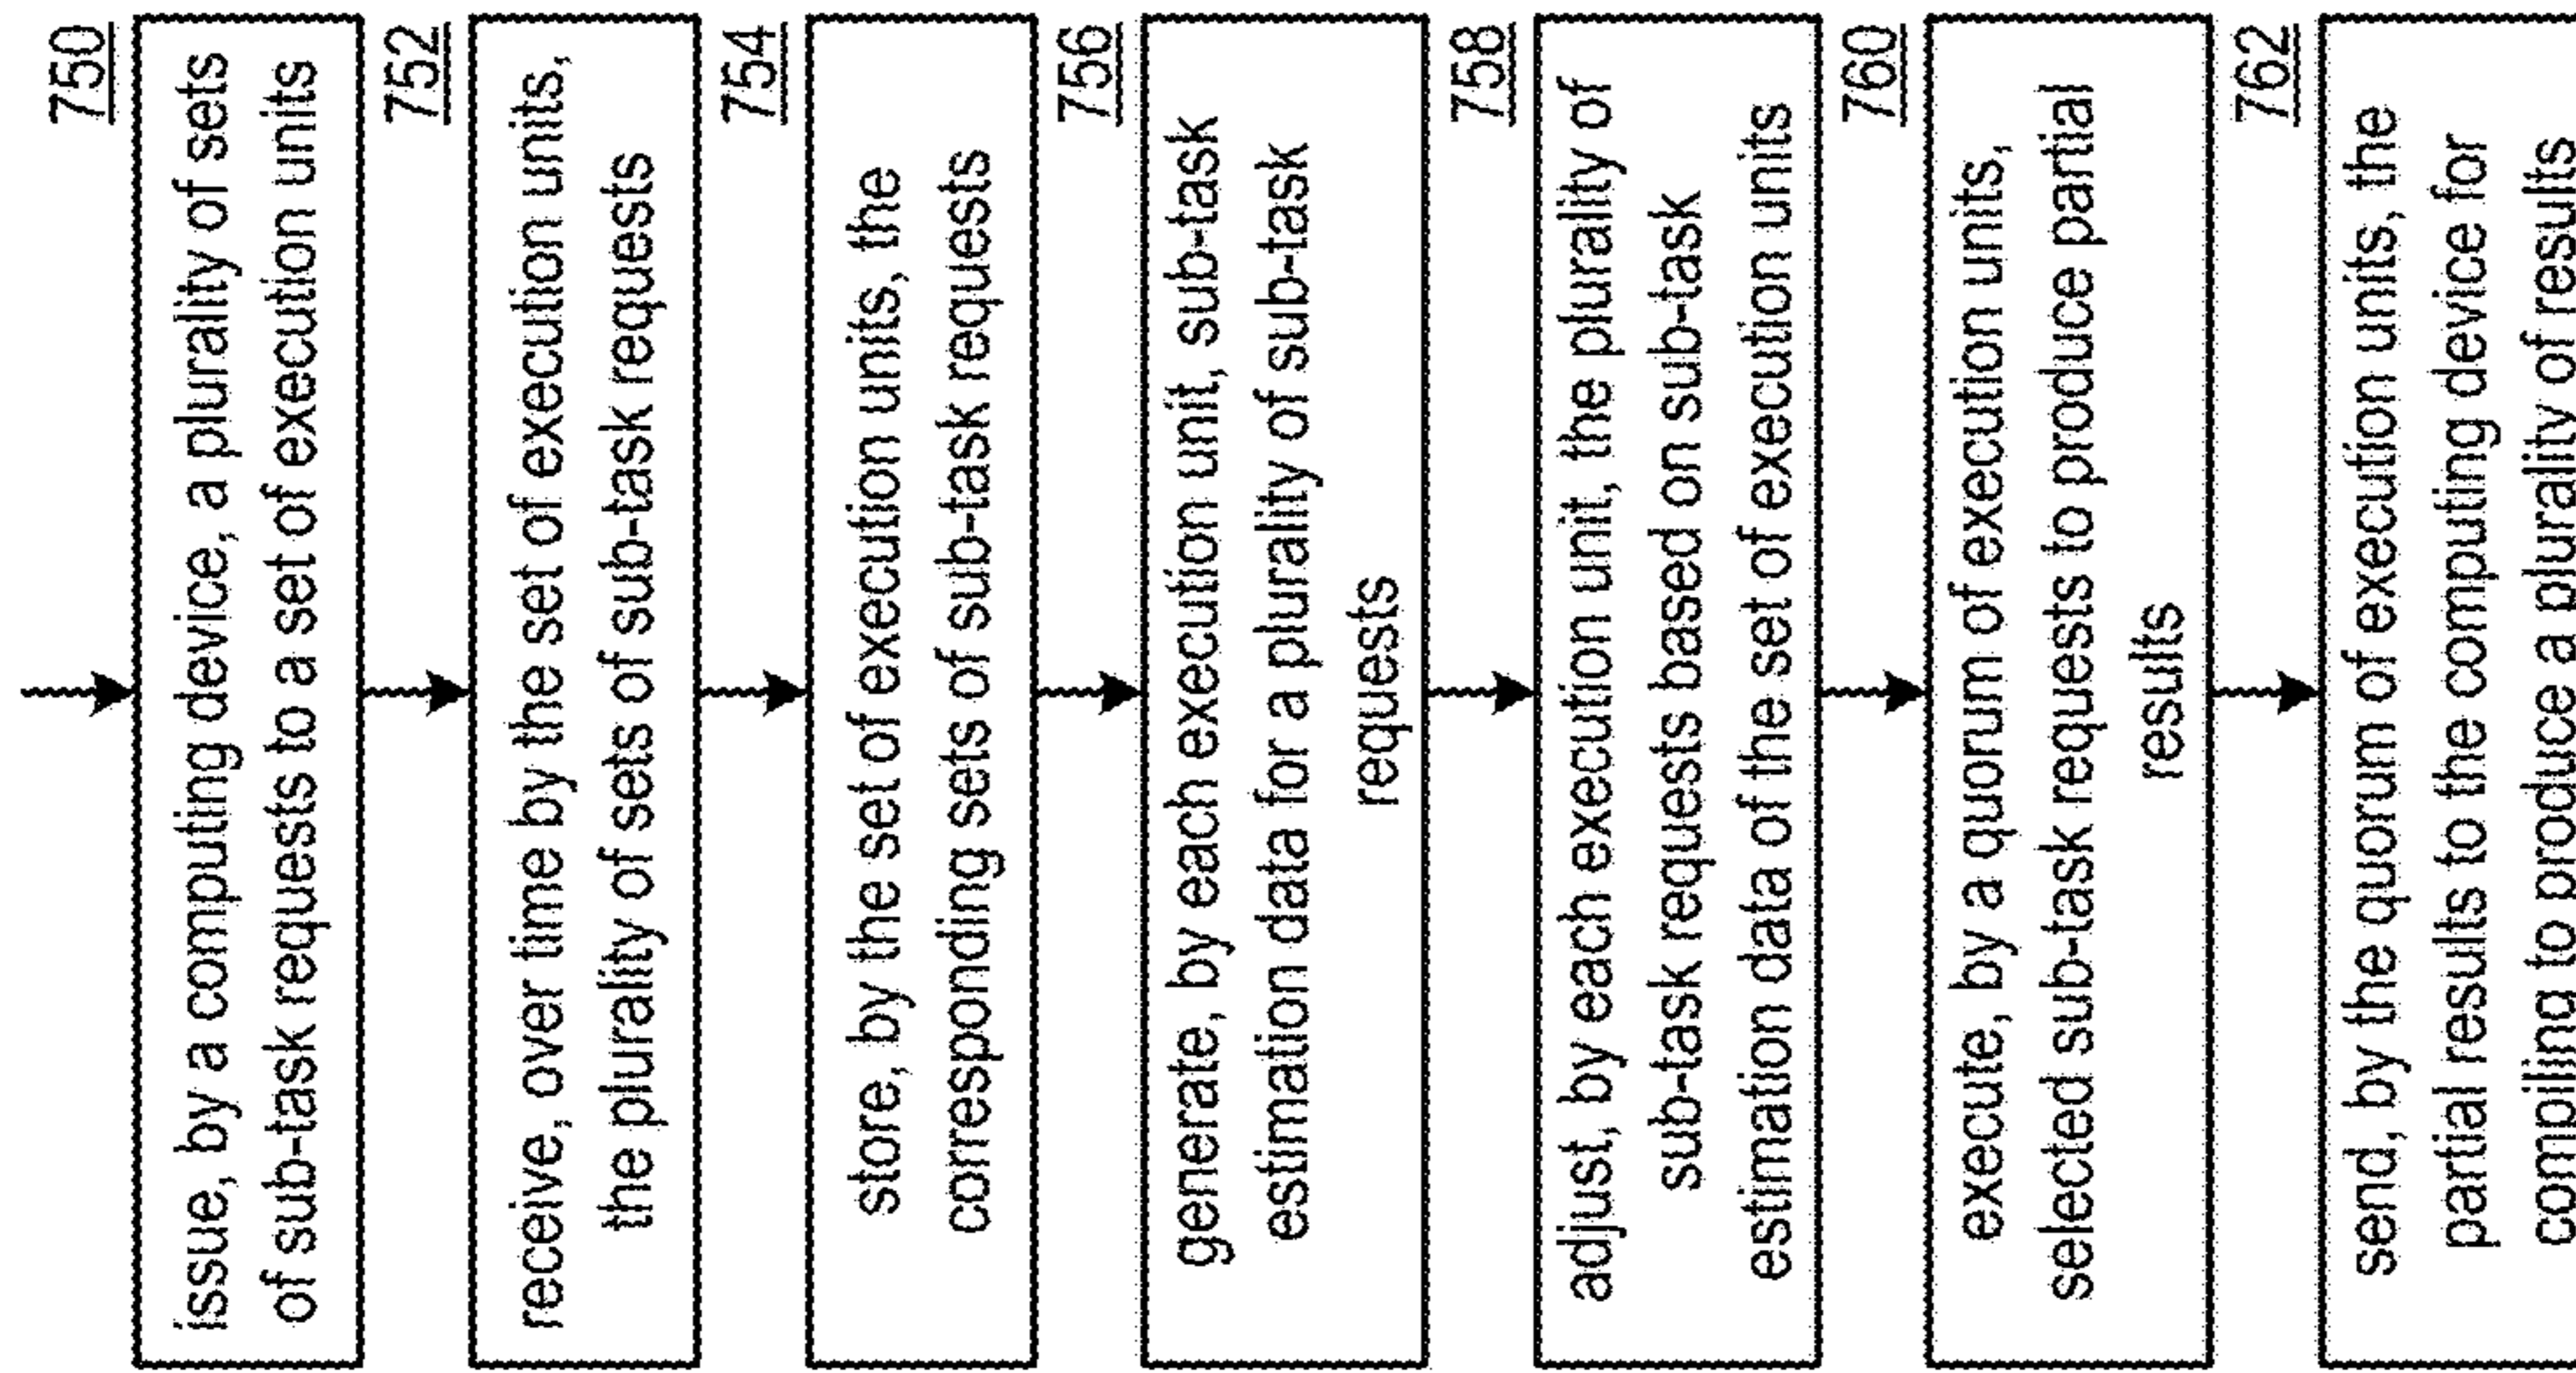 750
issue, by a computing device, a plurality of sets
of sub-task requests to a set of execution units
752
receive, over time by the set of execution units,
the plurality of sets of sub-task requests
754
store, by the set of execution units, the
corresponding sets of sub-task requests
756
generate, by each execution unit, sub-task
estimation data for a plurality of sub-task
requests
758
adjust, by each execution unit, the plurality of
sub-task requests based on sub-task
estimation data of the set of execution units
760
execute, by a quorum of execution units,
selected sub-task requests to produce partial
results
762
send, by the quorum of execution units, the
partial results to the computing device for
compiling to produce a plurality of results